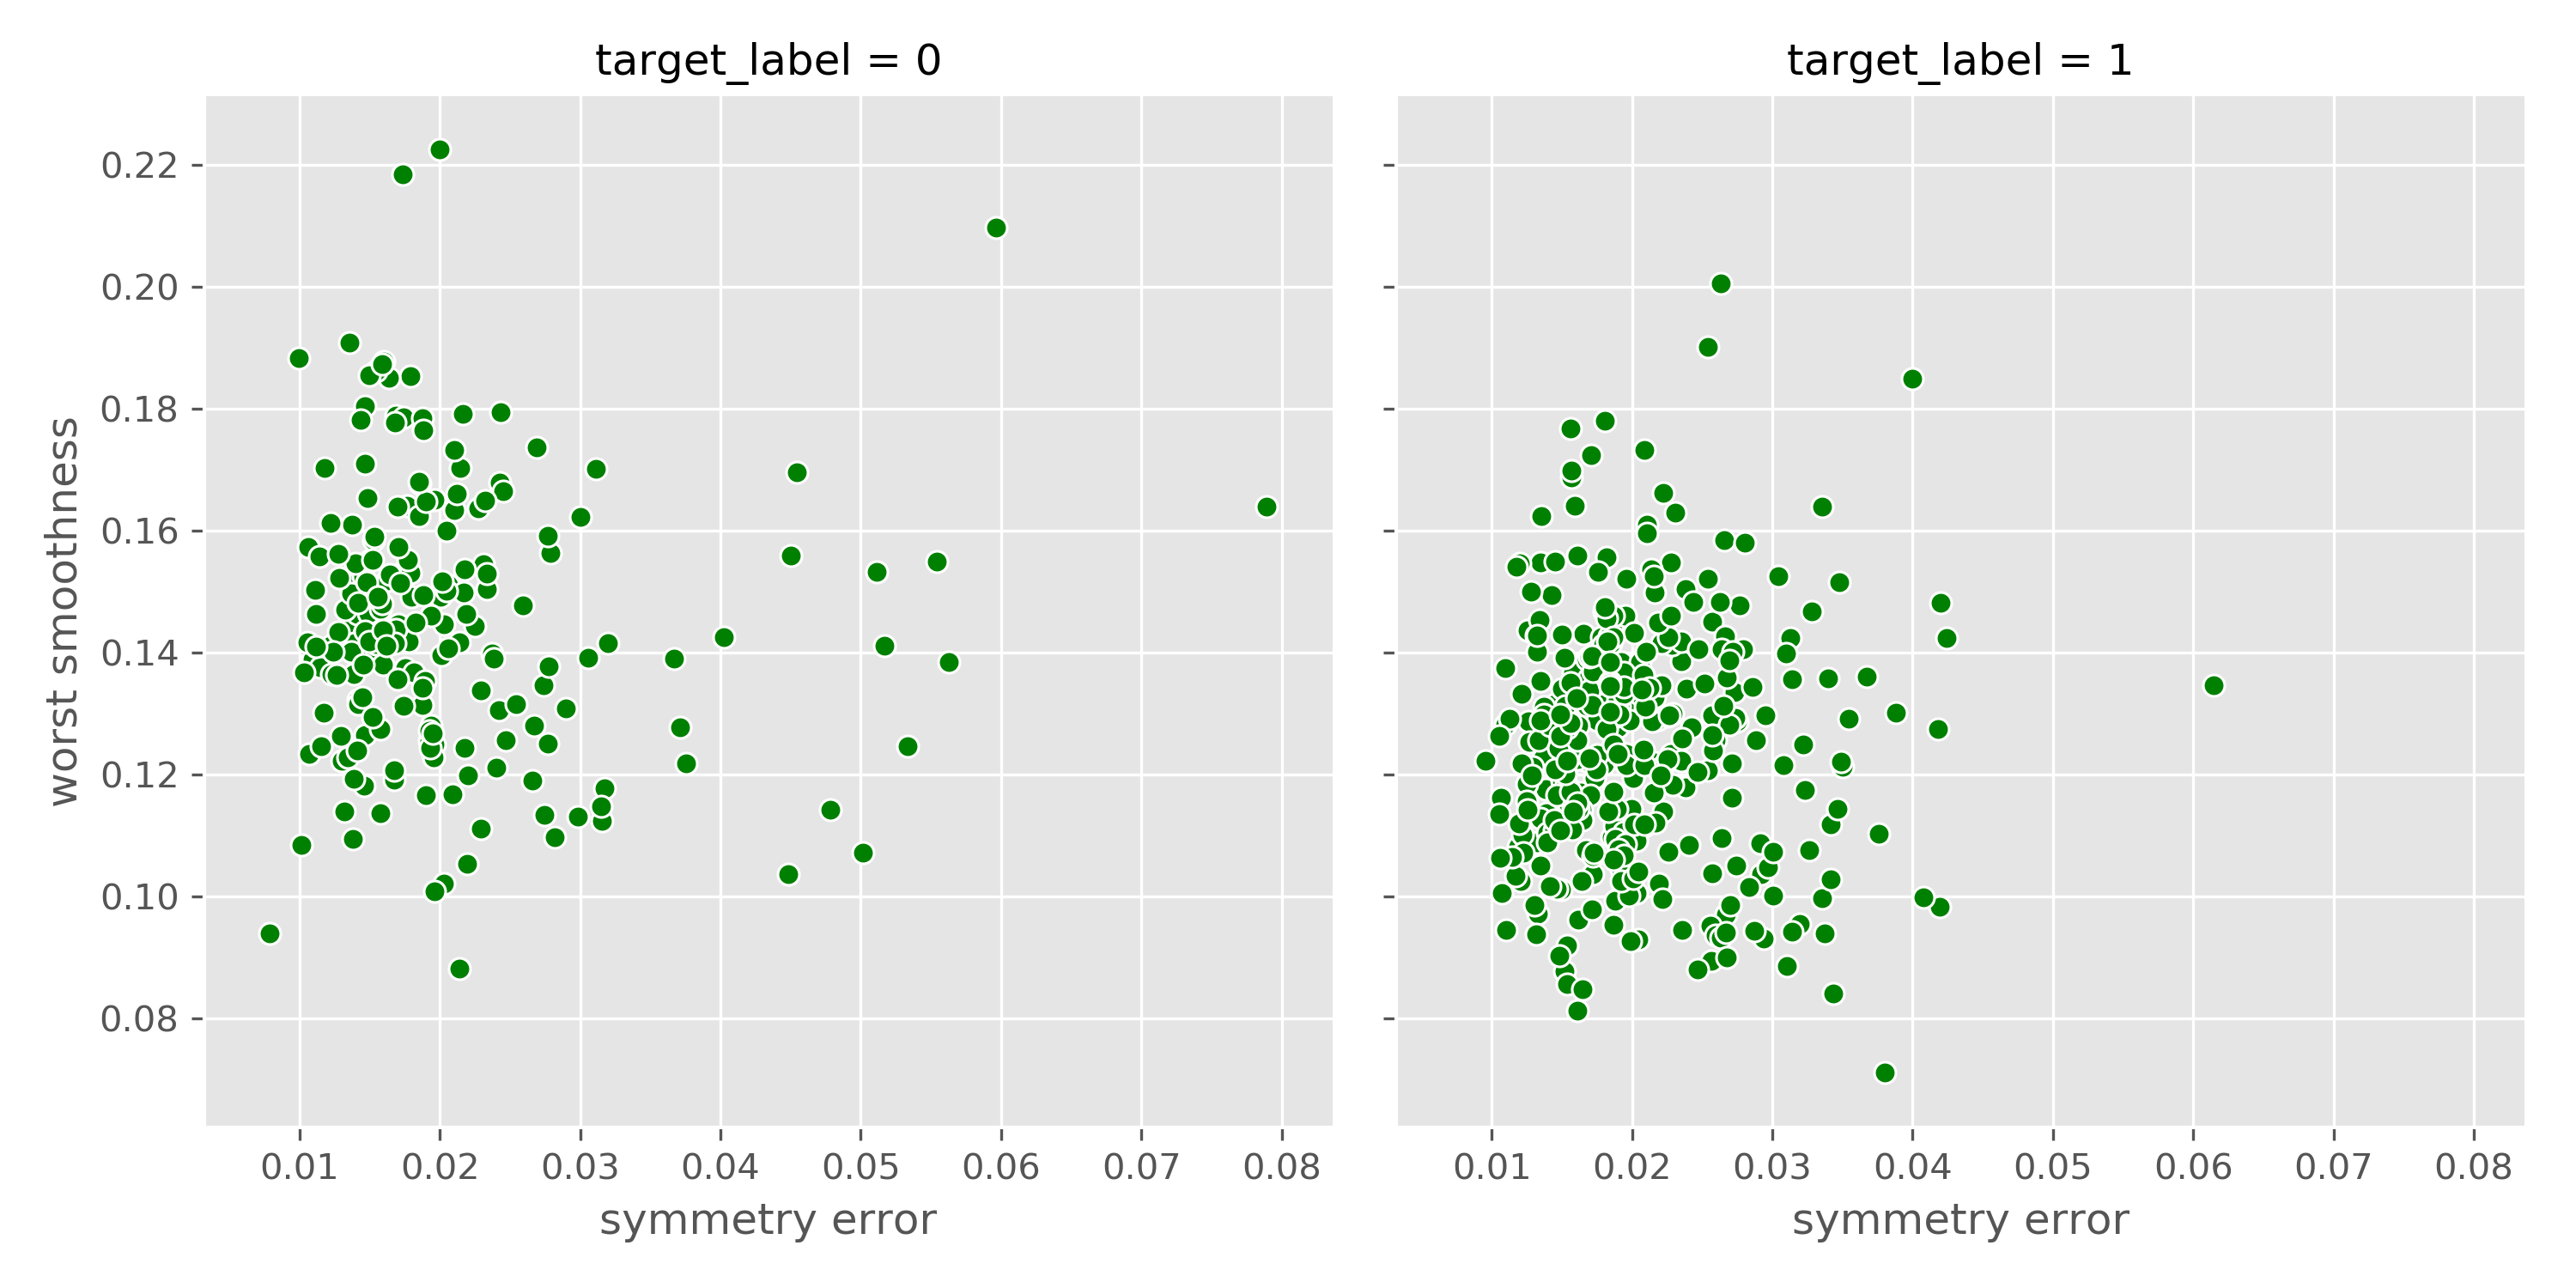 target_label = 0
target_label = 1
worst smoothness
0.22
0.20
0.18
0.16
0.14
0.12
0.10
0.08
0.01 0.02 0.03 0.04 0.05 0.06 0.07 0.08
0.01 0.02 0.03 0.04 0.05 0.06 0.07 0.08
symmetry error
symmetry error